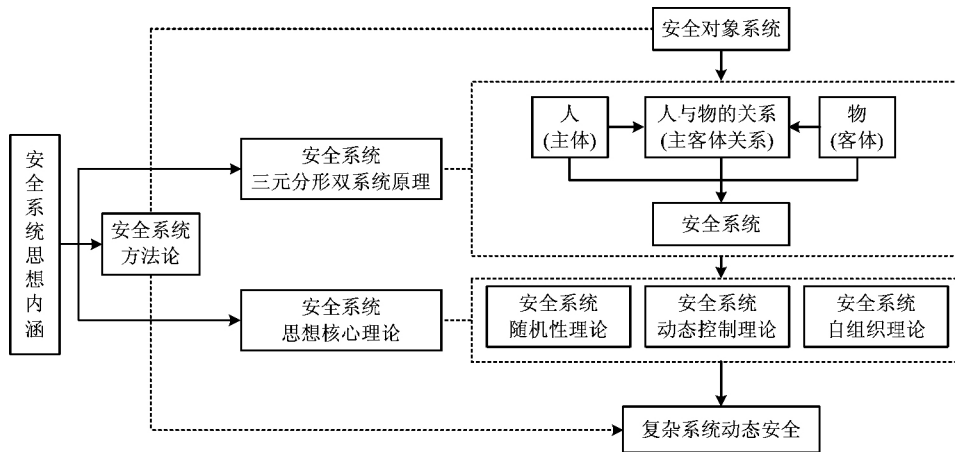 安全对象系统
人
(主体)
人与物的关系
(主客体关系)
物
(客体)
安全系统
三元分形双系统原理
安全系统思想内涵
安全系统
方法论
安全系统
安全系统
思想核心理论
安全系统
随机性理论
安全系统
动态控制理论
安全系统
白组织理论
复杂系统动态安全